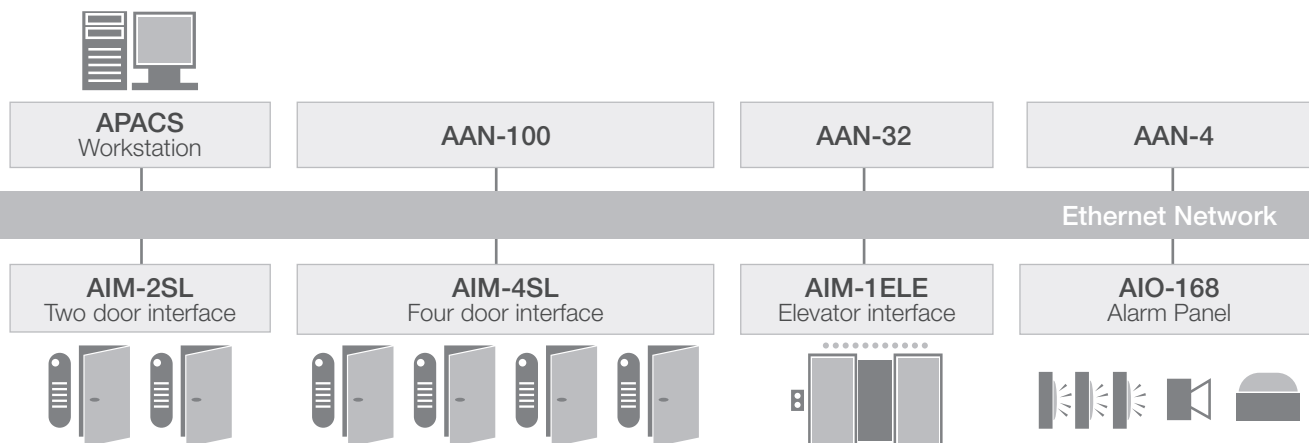 APACS
Workstation
AAN-100
AAN-32
AAN-4
Ethernet Network
AIM-2SL
Two door interface
AIM-4SL
Four door interface
AIM-1ELE
Elevator interface
AIO-168
Alarm Panel